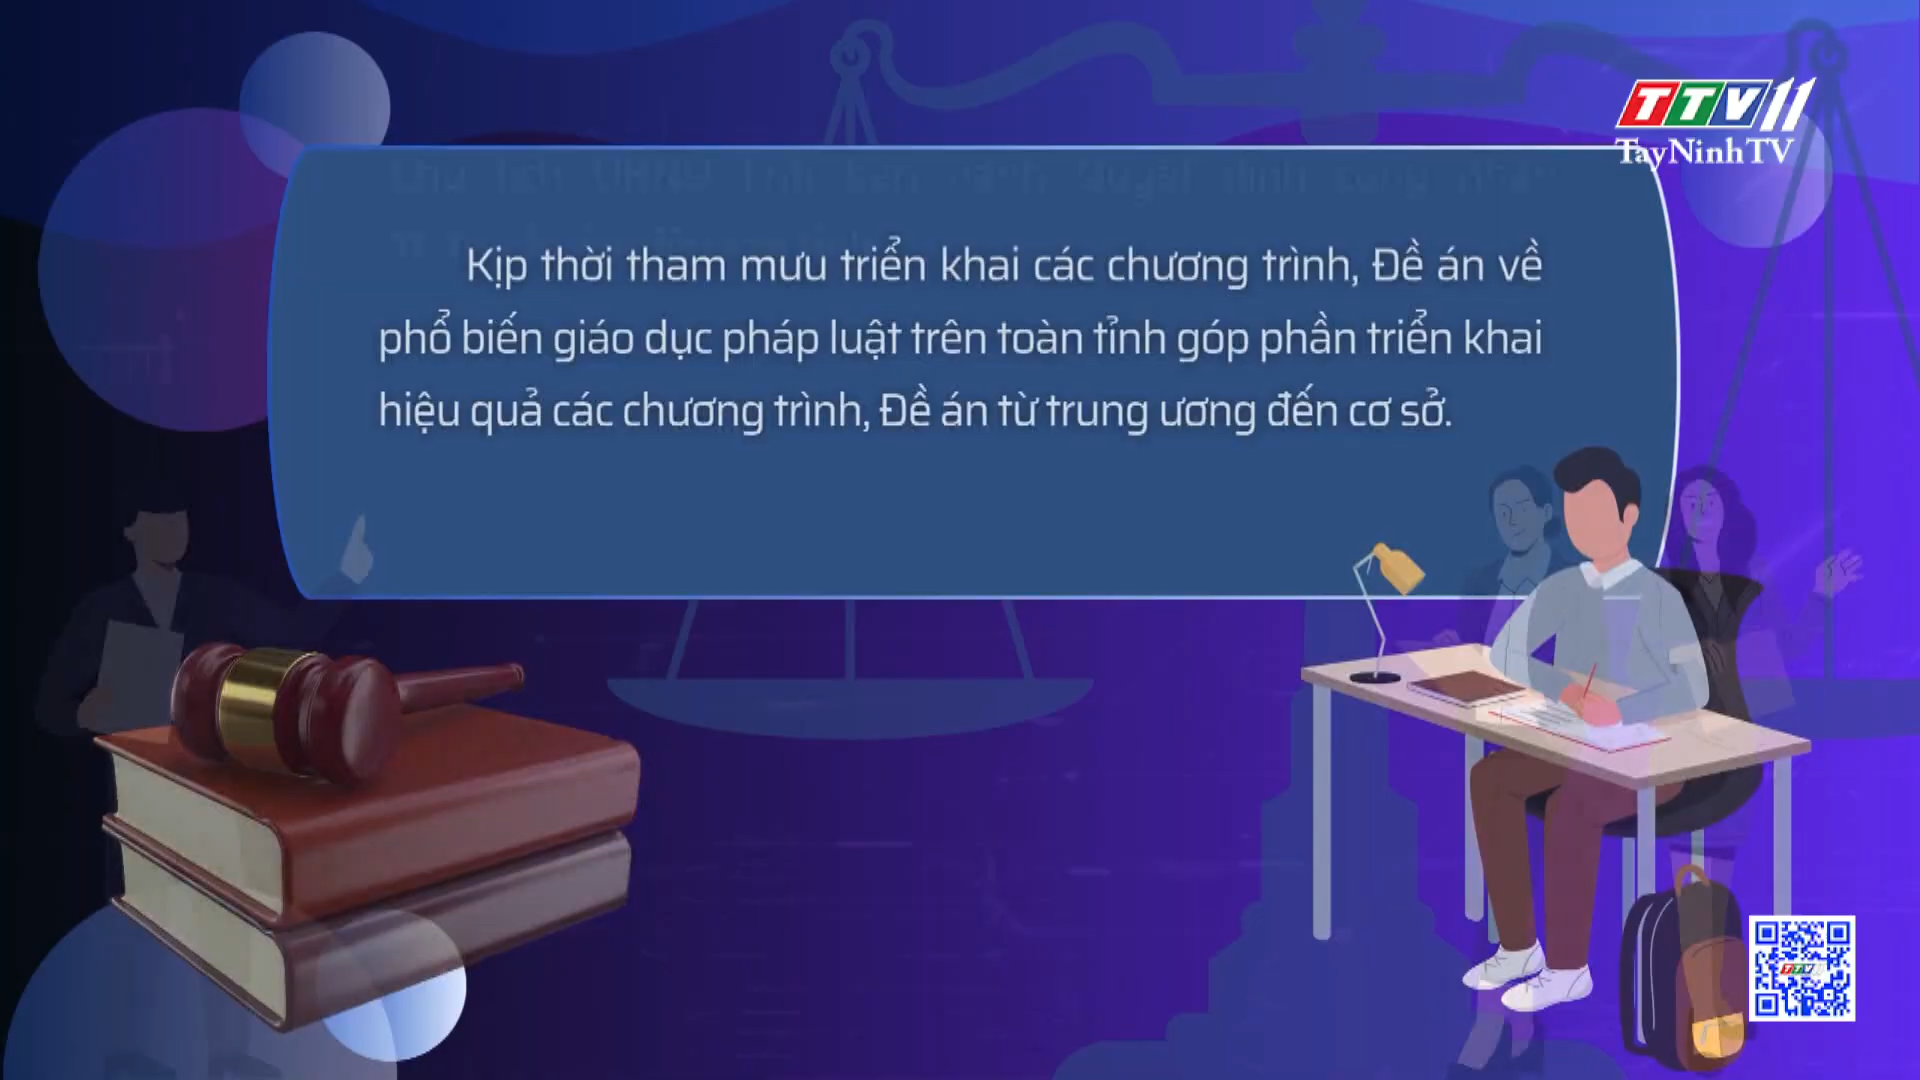 TTV11
TayNinhTV
Kịp thời tham mưu triển khai các chương trình, Đề án về
phổ biến giáo dục pháp luật trên toàn tỉnh góp phần triển khai
hiệu quả các chương trình, Đề án từ trung ương đến cơ sở.
TTV11